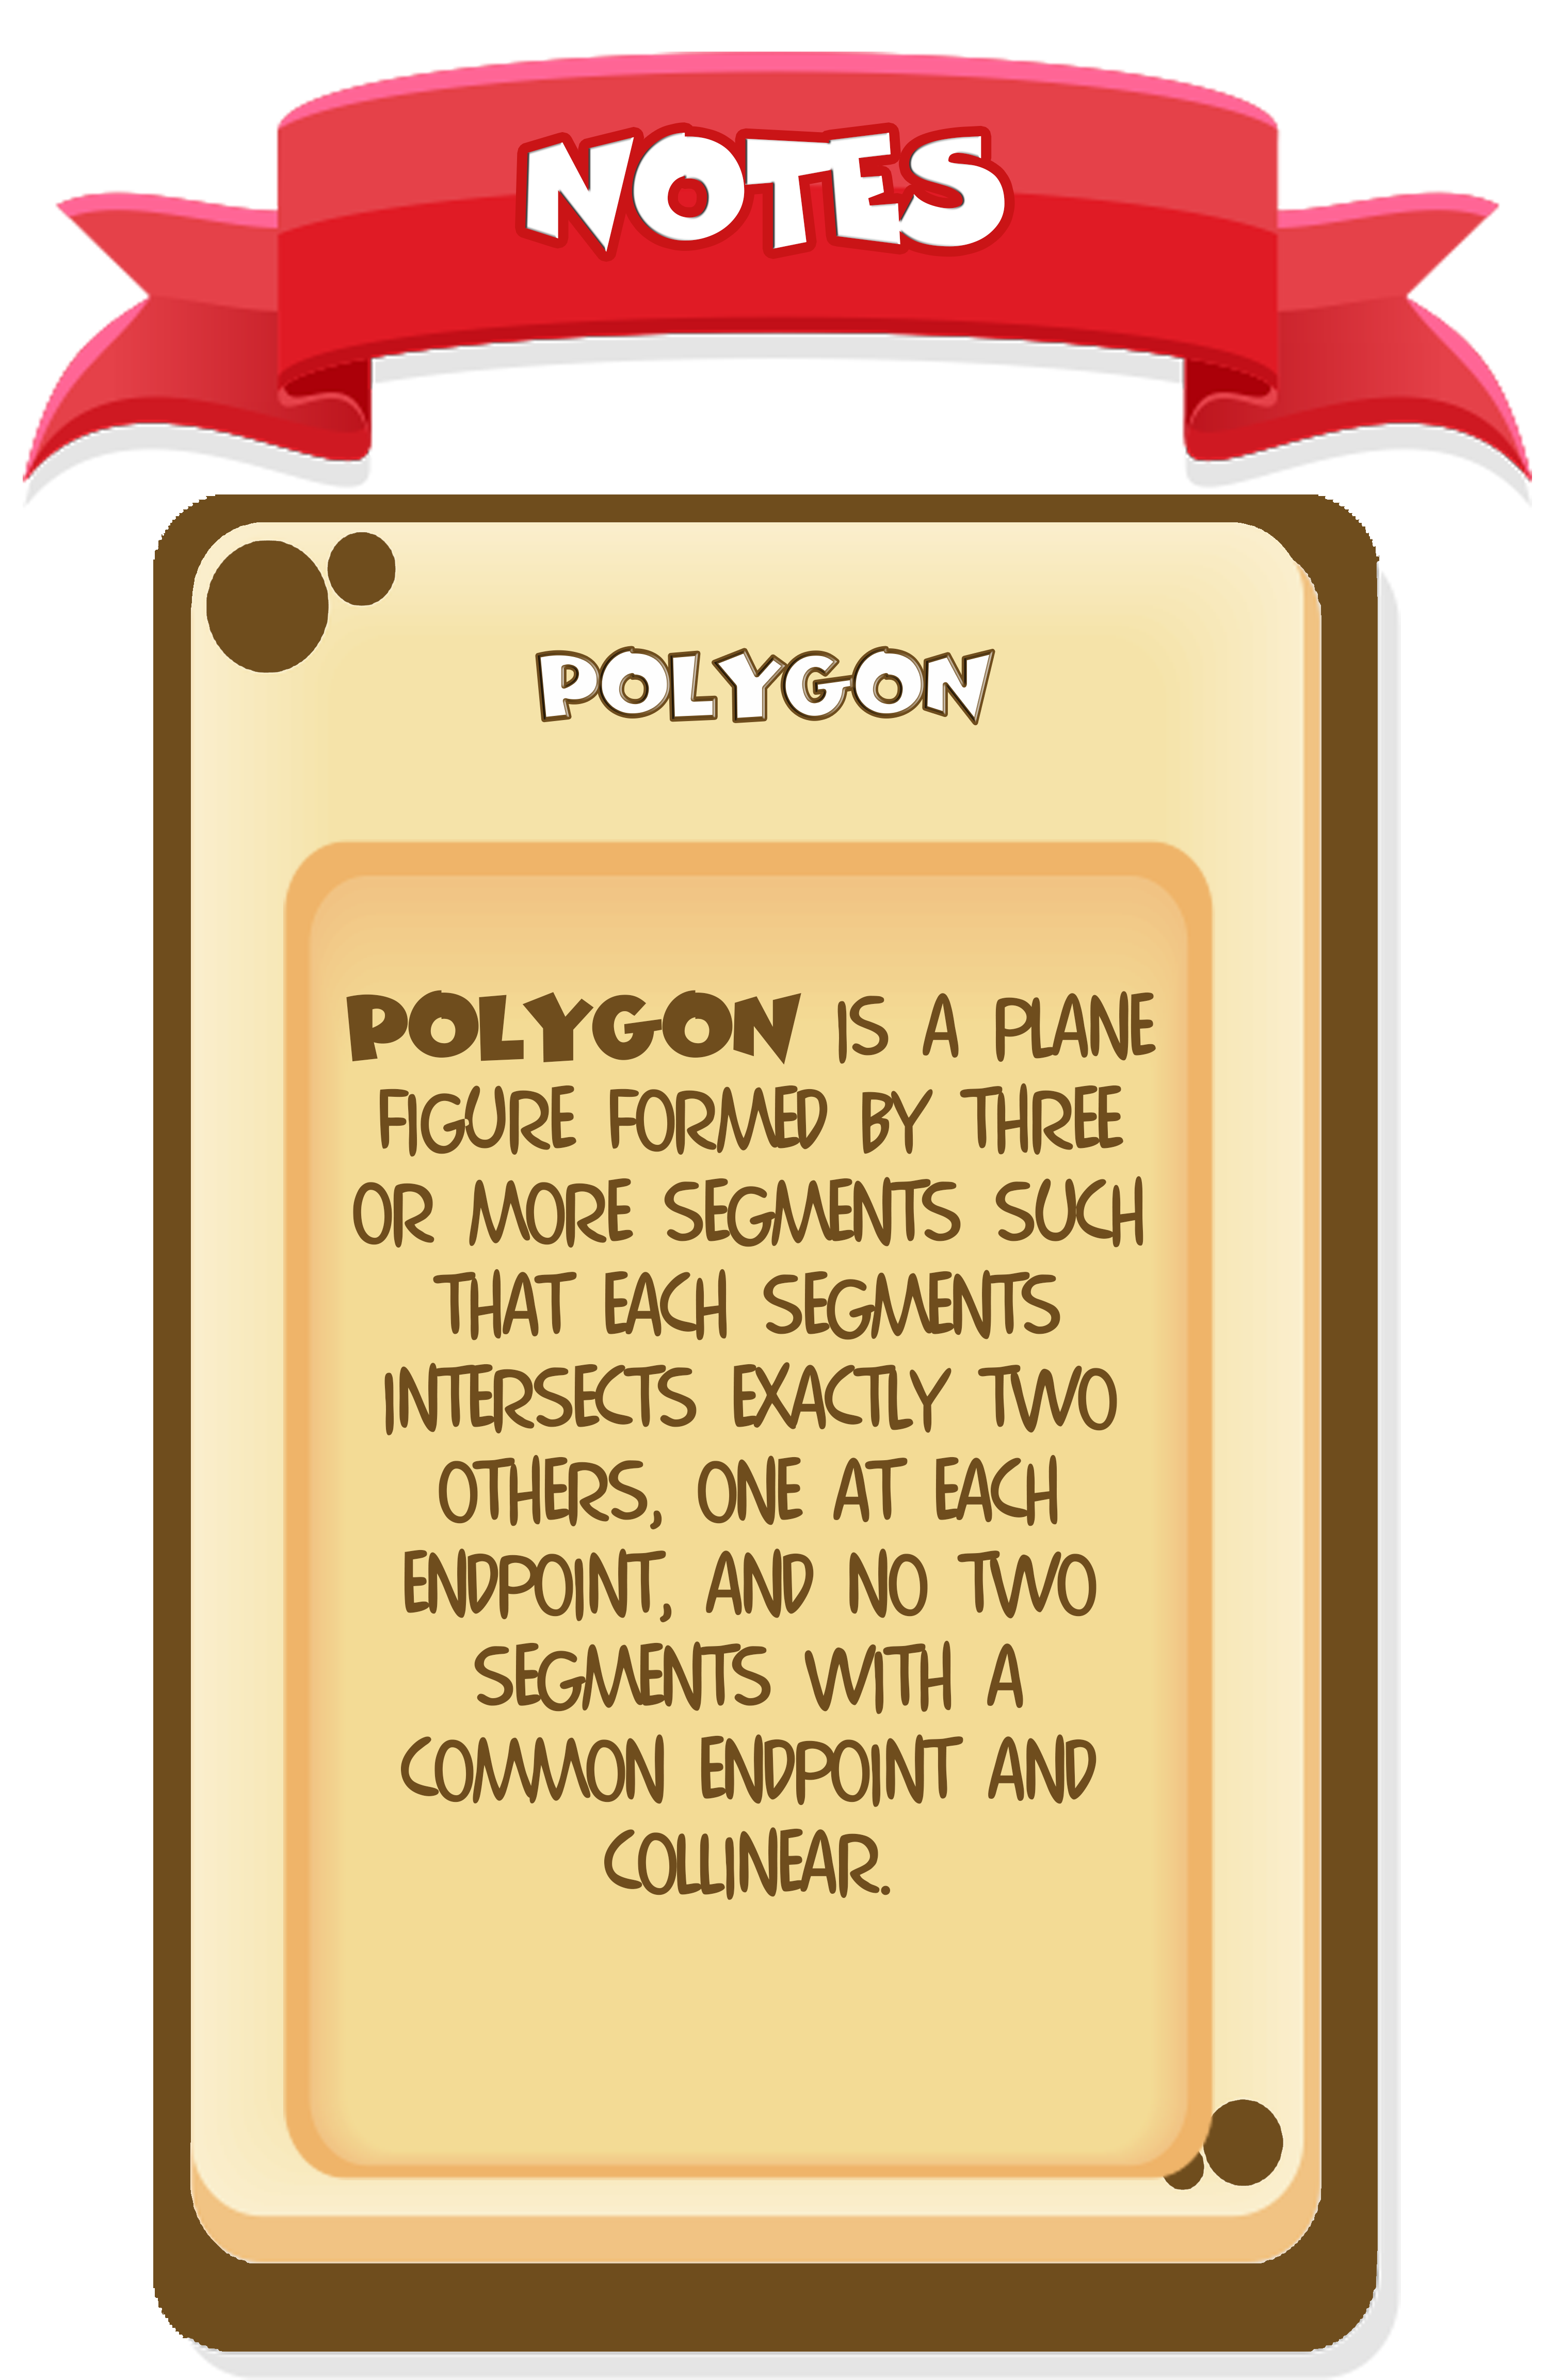 NOTES
POLYGON
POLYGON IS A PLANE
FIGURE FORMED BY THREE
OR MORE SEGMENTS SUCH
THAT EACH SEGMENTS
INTERSECTS EXACTLY TWO
OTHERS, ONE AT EACH
ENDPOINT, AND NO TWO
SEGMENTS WITH A
COMMON ENDPOINT AND
COLLINEAR.